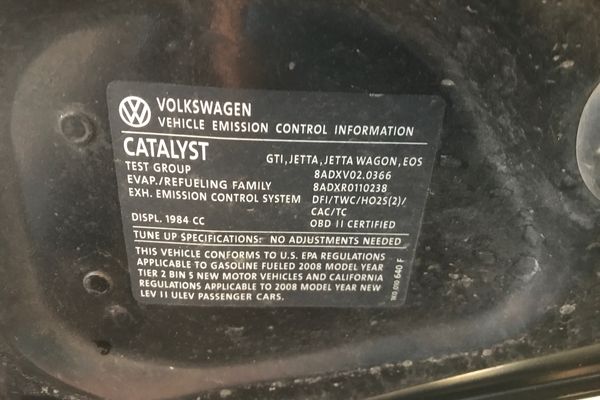 VOLKSWAGEN
VEHICLE EMISSION CONTROL INFORMATION
CATALYST
GTI, JETTA, JETTA WAGON, EOS
TEST GROUP 8ADXV02.0366
EVAP./REFUELING FAMILY 8ADXR0110238
EXH. EMISSION CONTROL SYSTEM DFI/TWC/HO2S(2)/
CAC/TC
DISPL. 1984 CC OBD II CERTIFIED
TUNE UP SPECIFICATIONS: NO ADJUSTMENTS NEEDED
THIS VEHICLE CONFORMS TO U.S. EPA REGULATIONS
APPLICABLE TO GASOLINE FUELED 2008 MODEL YEAR
TIER 2 BIN 5 NEW MOTOR VEHICLES AND CALIFORNIA
REGULATIONS APPLICABLE TO 2008 MODEL YEAR NEW
LEV II ULEV PASSENGER CARS.
010 640 F